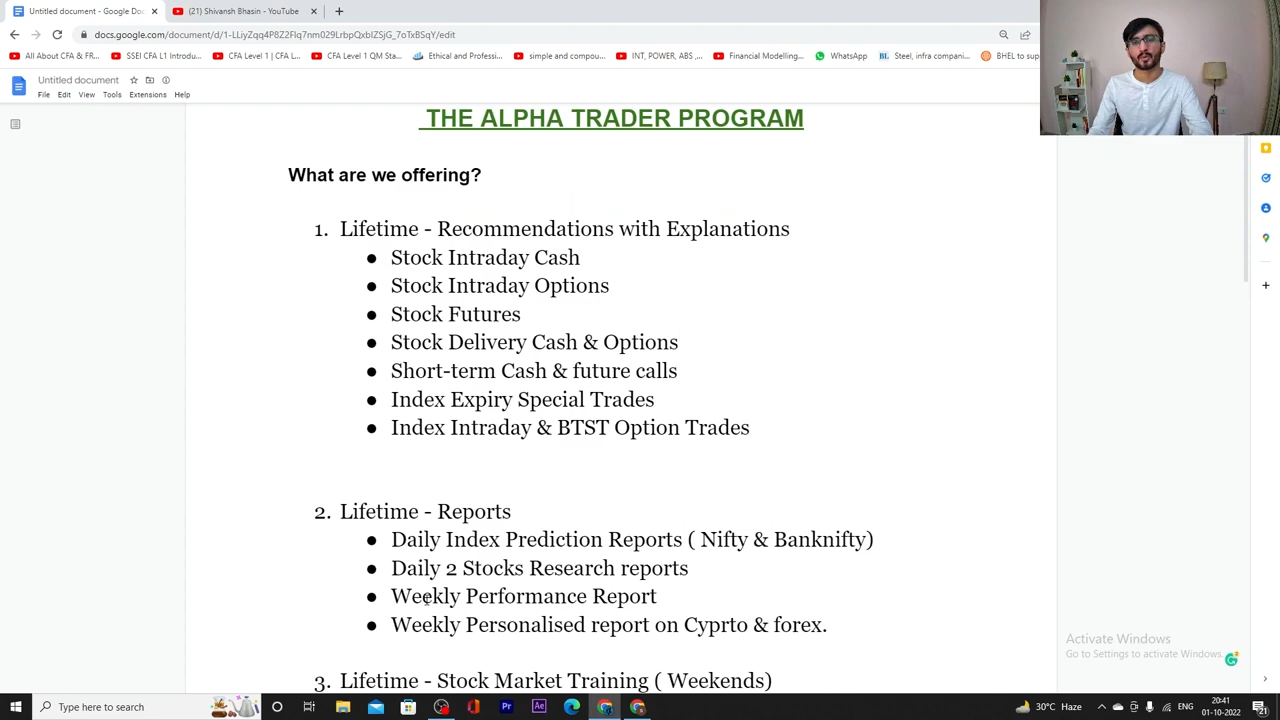 Untitled document - Google Doc
(21) Shivansh Bhasin - YouTube
docs.google.com/document/d/1-LLiyZqq4P8Z2Flq7nm029LrbpQxbIZSjG_7oTxBSqY/edit
All About CFA & FR...
SSEI CFA L1 Introdu...
CFA Level 1 | CFA L...
CFA Level 1 QM Sta...
Ethical and Professi...
simple and compou...
INT, POWER, ABS ,...
Financial Modelling...
WhatsApp
BL Steel, infra compani...
BHEL to sup
Untitled document
File Edit View Tools Extensions Help
THE ALPHA TRADER PROGRAM
What are we offering?
1. Lifetime - Recommendations with Explanations
● Stock Intraday Cash
● Stock Intraday Options
● Stock Futures
● Stock Delivery Cash & Options
● Short-term Cash & future calls
● Index Expiry Special Trades
● Index Intraday & BTST Option Trades
2. Lifetime - Reports
● Daily Index Prediction Reports ( Nifty & Banknifty)
● Daily 2 Stocks Research reports
● Weekly Performance Report
● Weekly Personalised report on Cyprto & forex.
3. Lifetime - Stock Market Training ( Weekends)
Activate Windows
Go to Settings to activate Windows.
Type here to search
Pr
Ae
30°C Haze
ENG
20:41
01-10-2022
21